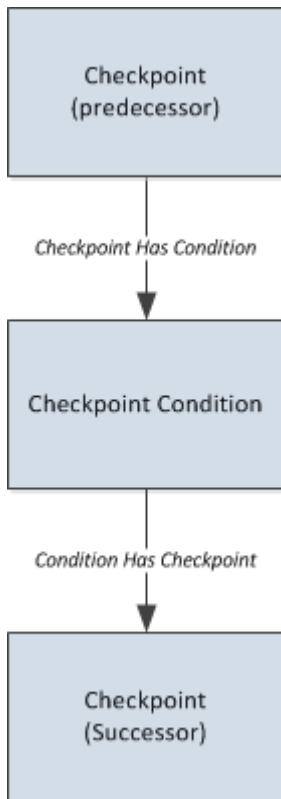 Checkpoint
(predecessor)
Checkpoint Has Condition
Checkpoint Condition
Condition Has Checkpoint
Checkpoint
(Successor)